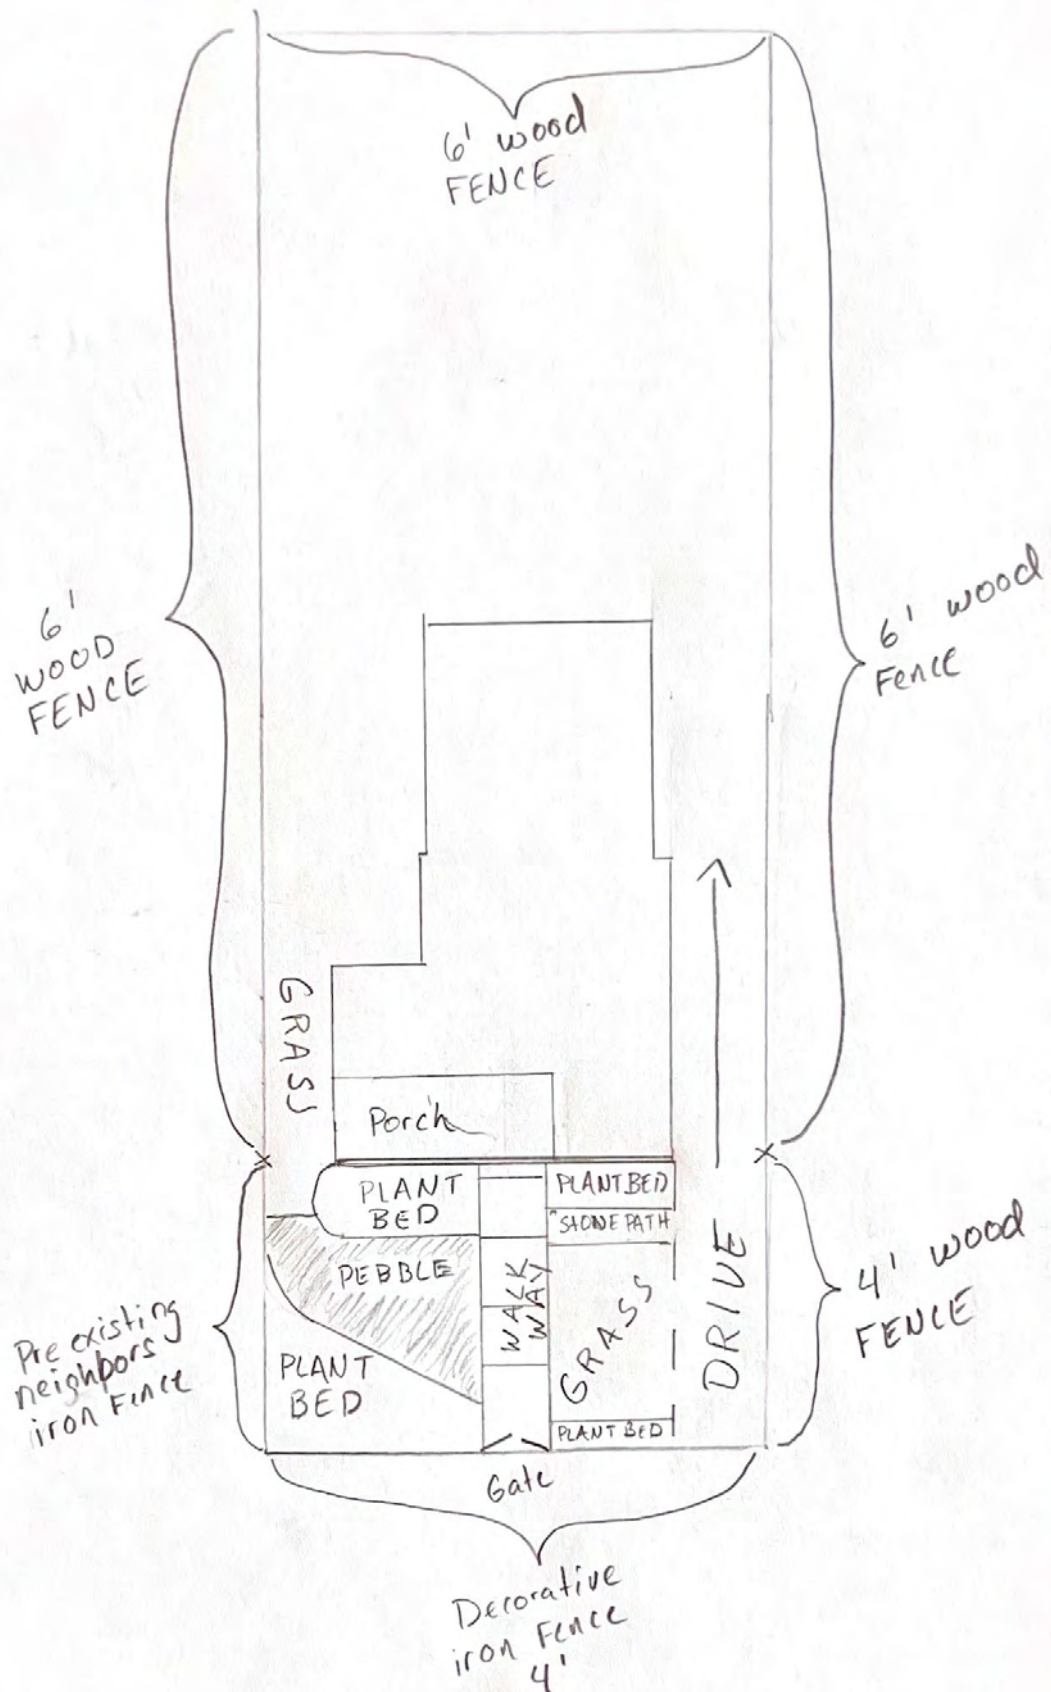 6' wood
FENCE
6'
WOOD
FENCE
6' wood
Fence
GRASS
Porch
PLANT
BED
PLANT BED
STONE PATH
PEBBLE
WALK
WAY
GRASS
DRIVE
4' wood
FENCE
Pre existing
neighbors
iron Fence
PLANT
BED
PLANT BED
Gate
Decorative
iron Fence
4'